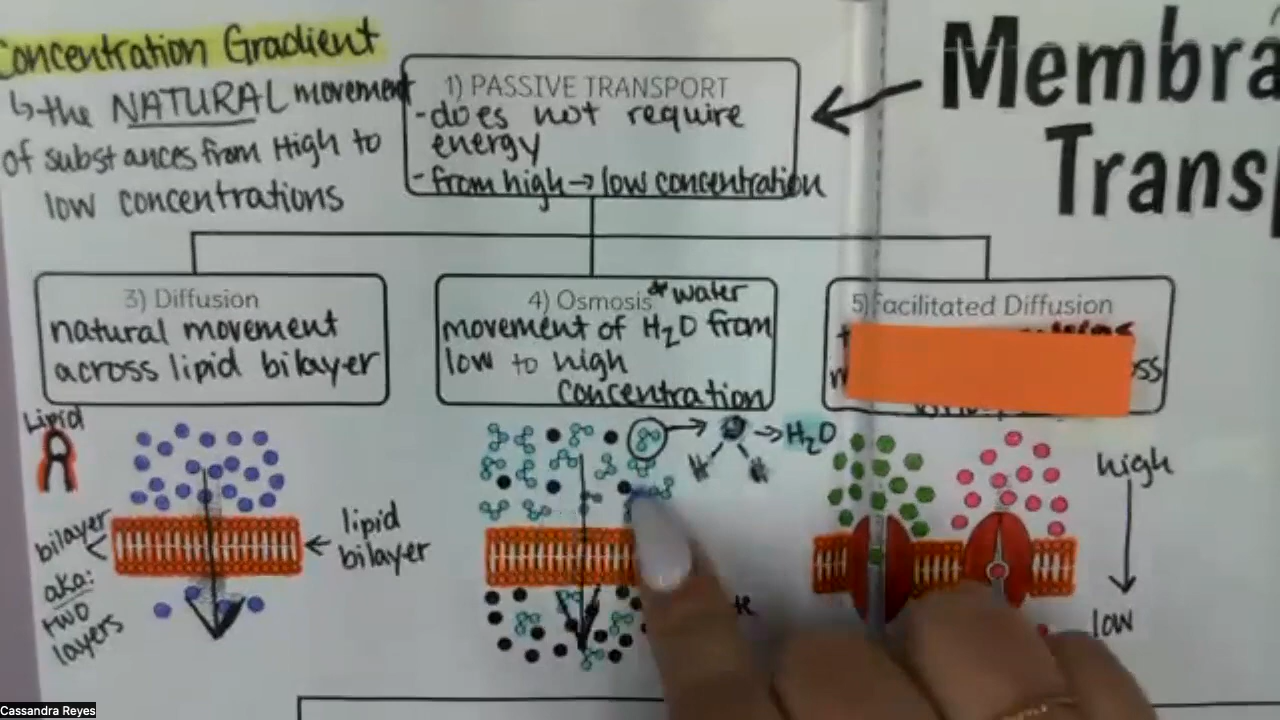 Concentration Gradient
↳the NATURAL movement
of substances from High to
low concentrations
1) PASSIVE TRANSPORT
-does not require
energy
-from high→low concentration
Membra
Trans
3) Diffusion
natural movement
across lipid bilayer
4) Osmosis *water
movement of H₂O from
low to high
concentration
5) Facilitated Diffusion
oss
Lipid
bilayer
aka:
two
layers
lipid
bilayer
→H₂O
H H
high
low
Cassandra Reyes